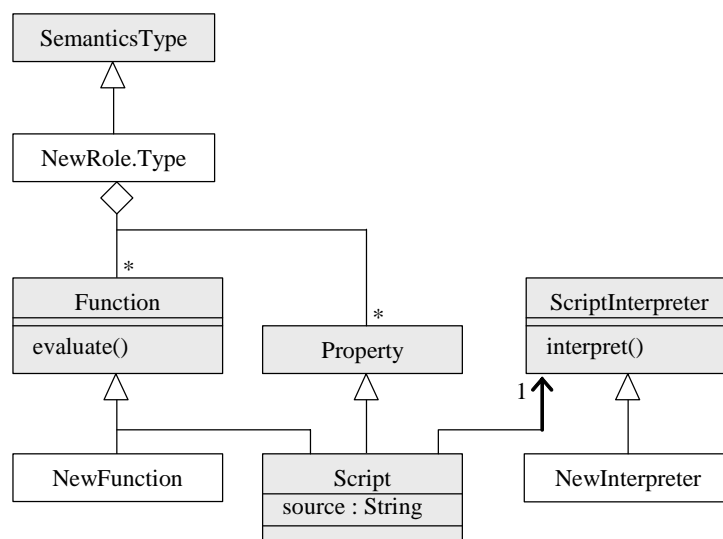 SemanticsType
NewRole.Type
*
Function
evaluate()
*
Property
ScriptInterpreter
interpret()
1
NewFunction
Script
source : String
NewInterpreter